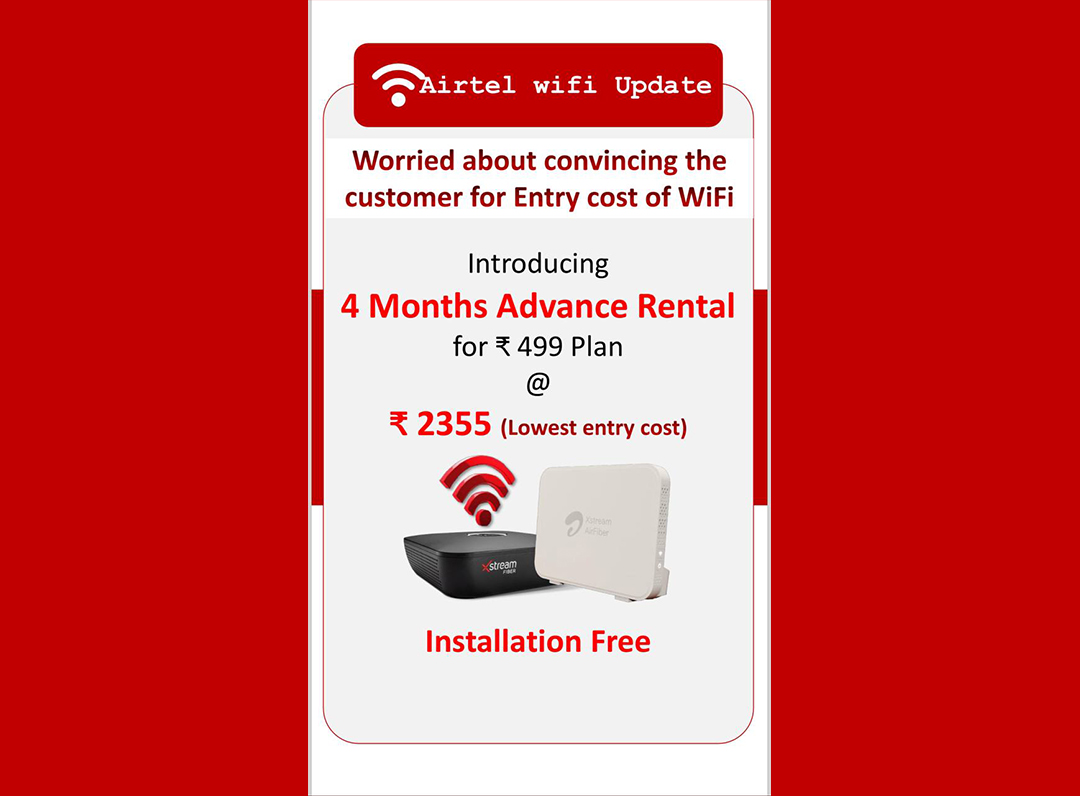 Airtel wifi Update
Worried about convincing the
customer for Entry cost of WiFi
Introducing
4 Months Advance Rental
for ₹ 499 Plan
@
₹ 2355 (Lowest entry cost)
Xstream
AirFiber
Xstream
FIBER
Installation Free